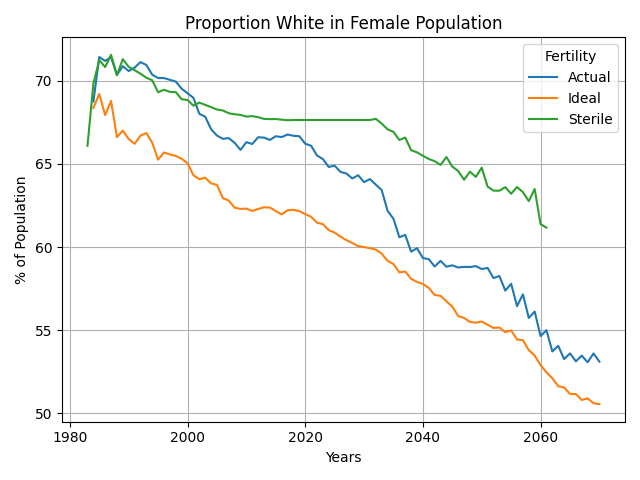 Proportion White in Female Population
% of Population
70
65
60
55
50
Fertility
Actual
Ideal
Sterile
1980
2000
2020
2040
2060
Years